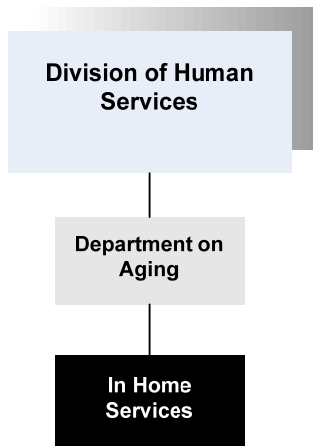 Division of Human
Services
Department on
Aging
In Home
Services